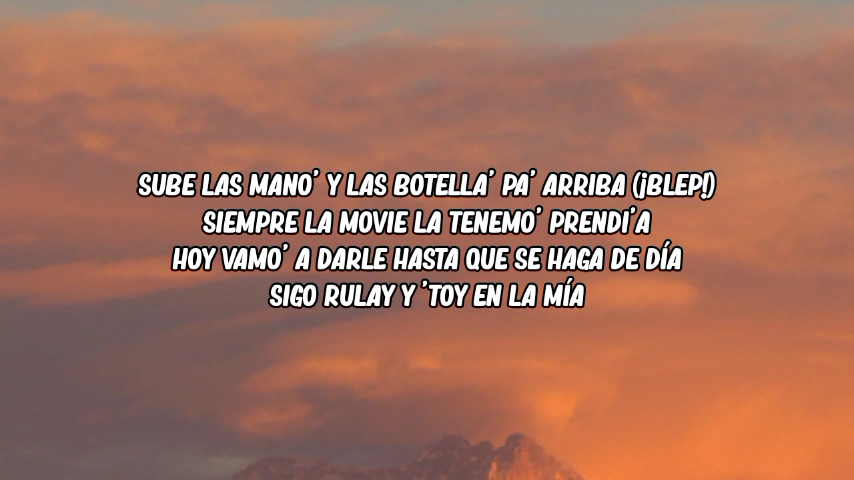 SUBE LAS MANO' Y LAS BOTELLA' PA' ARRIBA (¡BLEP!)
SIEMPRE LA MOVIE LA TENEMO' PRENDI'A
HOY VAMO' A DARLE HASTA QUE SE HAGA DE DÍA
SIGO RULAY Y 'TOY EN LA MÍA